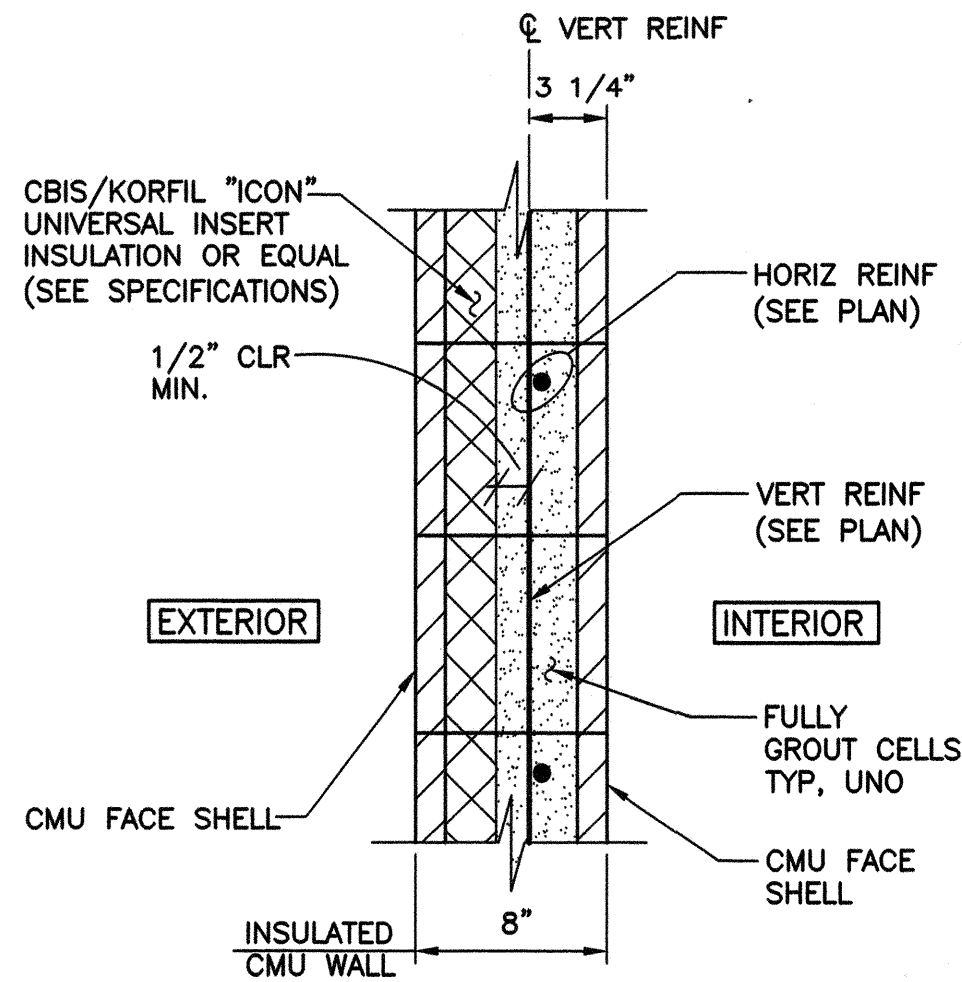 ℄ VERT REINF
3 1/4"
CBIS/KORFIL "ICON"
UNIVERSAL INSERT
INSULATION OR EQUAL
(SEE SPECIFICATIONS)
HORIZ REINF
(SEE PLAN)
1/2" CLR
MIN.
VERT REINF
(SEE PLAN)
EXTERIOR
INTERIOR
FULLY
GROUT CELLS
TYP, UNO
CMU FACE SHELL
CMU FACE
SHELL
8"
INSULATED
CMU WALL